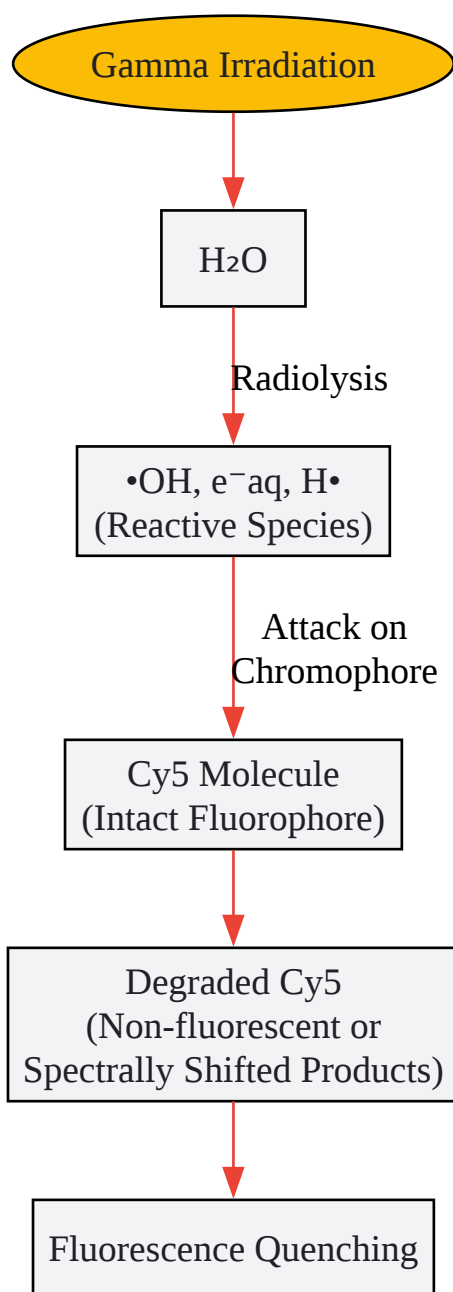 Gamma Irradiation
H₂O
Radiolysis
•OH, e⁻aq, H•
(Reactive Species)
Attack on
Chromophore
Cy5 Molecule
(Intact Fluorophore)
Degraded Cy5
(Non-fluorescent or
Spectrally Shifted Products)
Fluorescence Quenching